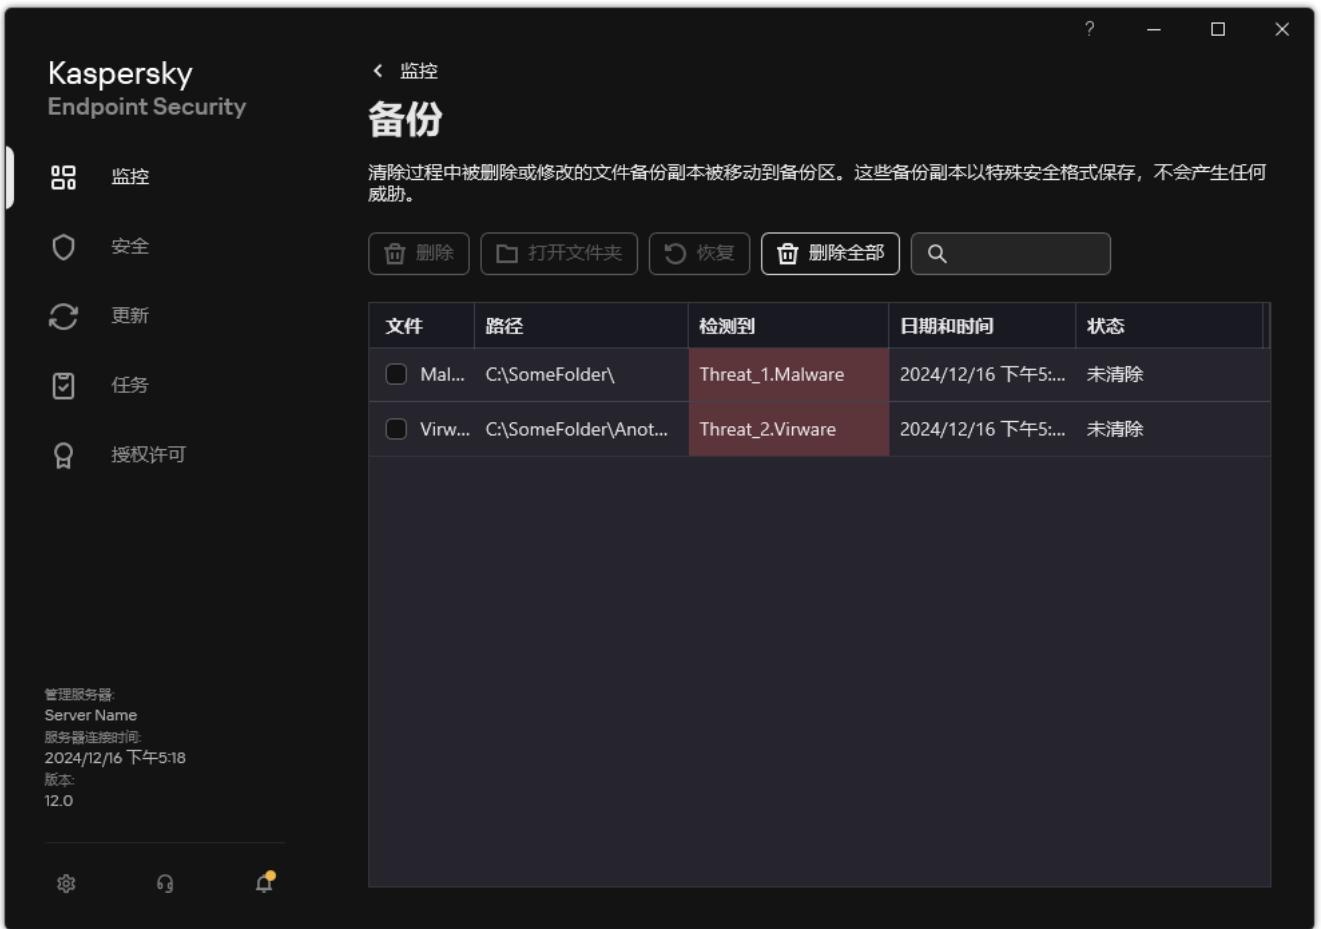 ?
Kaspersky
Endpoint Security
监控
安全
更新
任务
授权许可
管理服务器:
Server Name
服务器连接时间:
2024/12/16 下午5:18
版本:
12.0
监控
备份
清除过程中被删除或修改的文件备份副本被移动到备份区。这些备份副本以特殊安全格式保存，不会产生任何
威胁。
删除 打开文件夹 恢复 删除全部
文件 路径 检测到 日期和时间 状态
Mal... C:\SomeFolder\ Threat_1.Malware 2024/12/16 下午5:... 未清除
Virw... C:\SomeFolder\Anot... Threat_2.Virware 2024/12/16 下午5:... 未清除